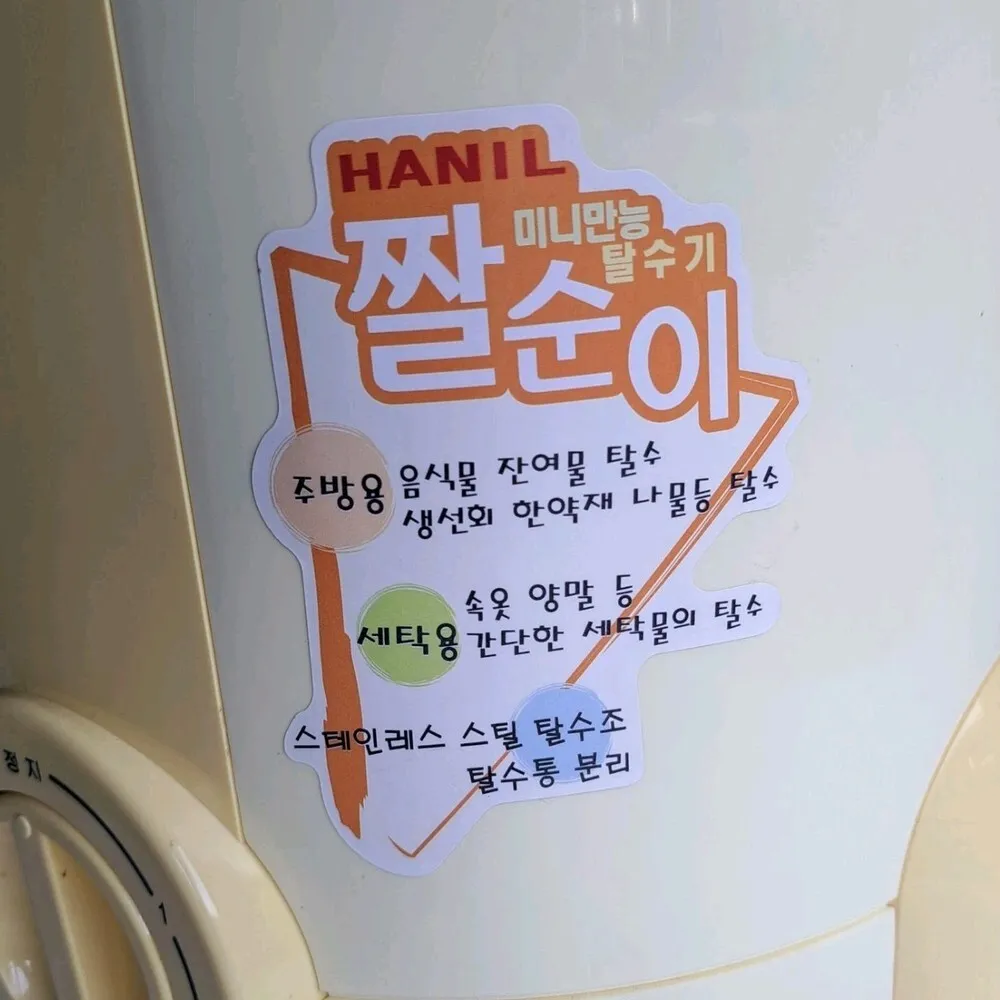 HANIL
미니만능
탈수기
짤순이
주방용 음식물 잔여물 탈수
생선회 한약재 나물등 탈수
속옷 양말 등
세탁용 간단한 세탁물의 탈수
스테인레스 스틸 탈수조
탈수통 분리
정지
1